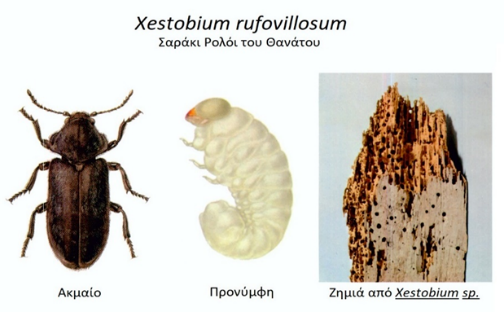 Xestobium rufovillosum
Σαράκι Ρολόι του Θανάτου
Ακμαίο
Προνύμφη
Ζημιά από Xestobium sp.